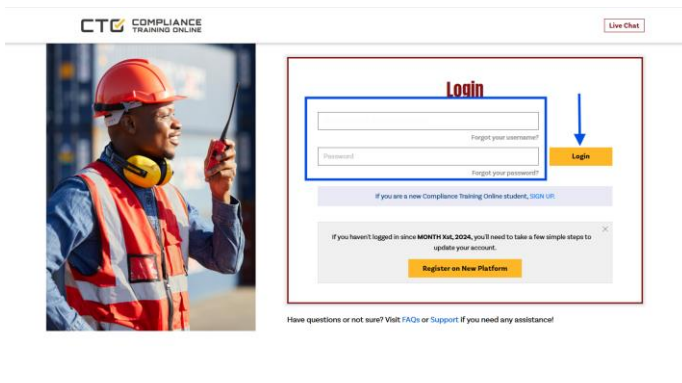 CTO COMPLIANCE
TRAINING ONLINE
Live Chat
Login
Forgot your username?
Password
Login
Forgot your password?
If you are a new Compliance Training Online student, SIGN UP.
If you haven't logged in since MONTH Xst, 2024, you'll need to take a few simple steps to
update your account.
Register on New Platform
Have questions or not sure? Visit FAQs or Support if you need any assistance!